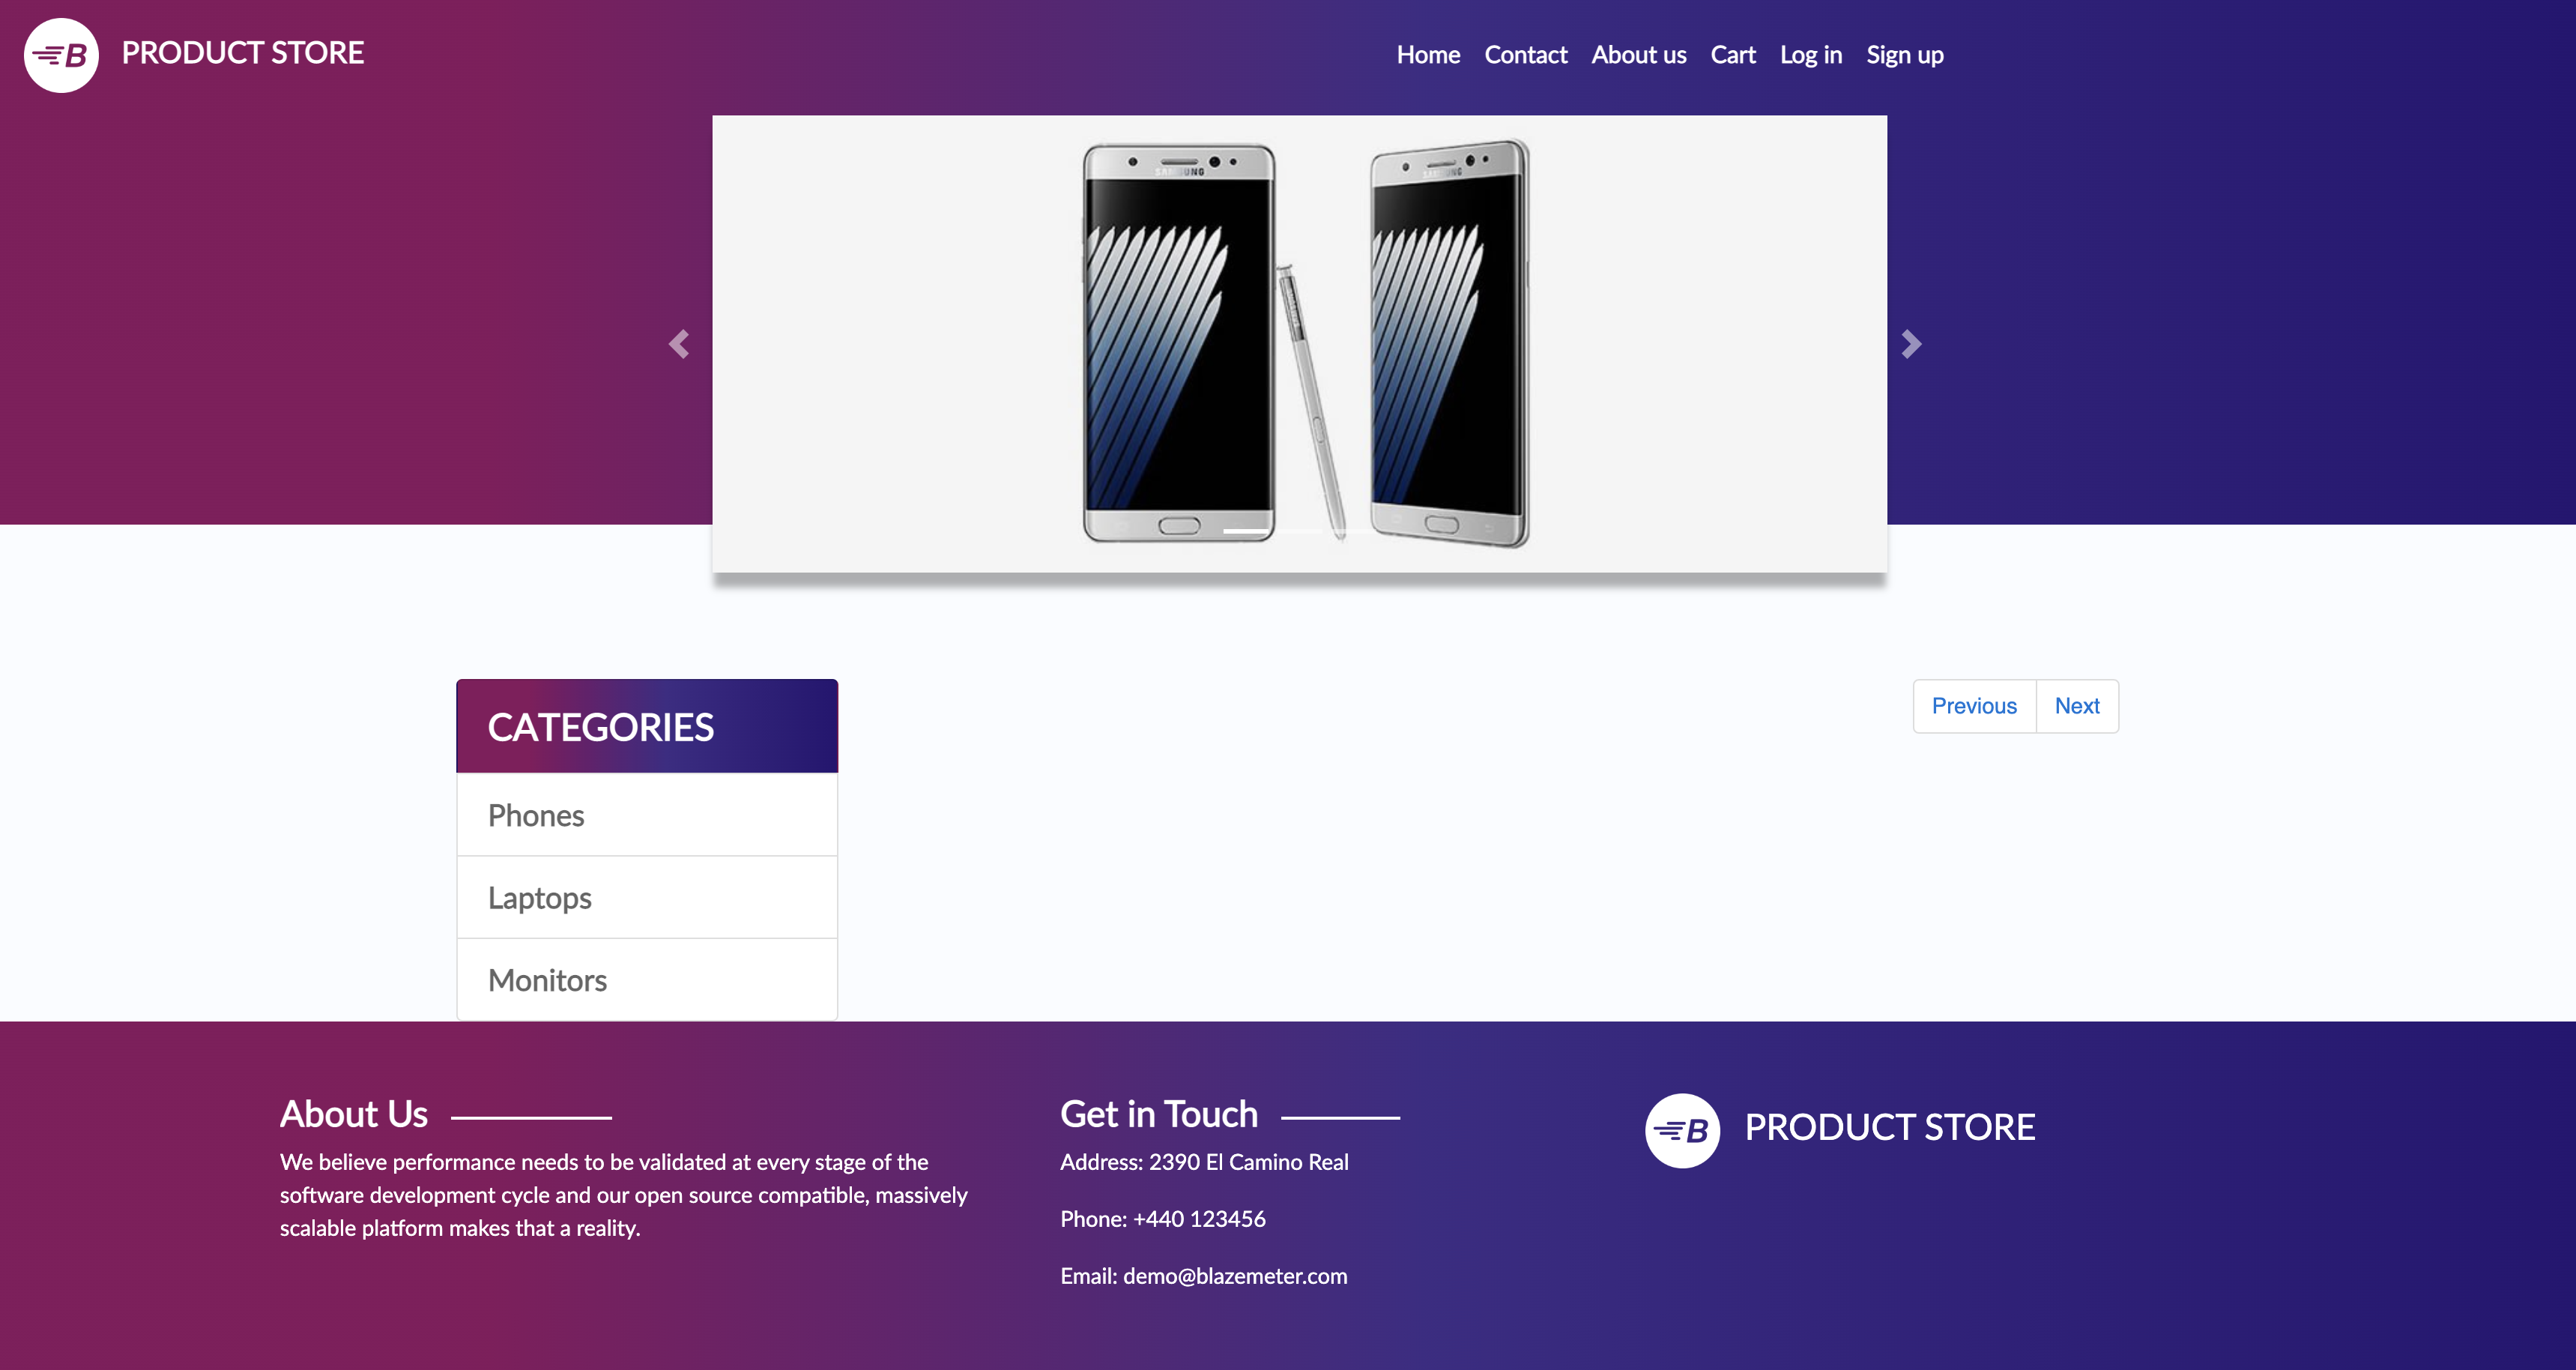 B PRODUCT STORE
Home Contact About us Cart Log in Sign up
SAMSUNG SAMSUNG
CATEGORIES
Previous Next
Phones
Laptops
Monitors
About Us
We believe performance needs to be validated at every stage of the
software development cycle and our open source compatible, massively
scalable platform makes that a reality.
Get in Touch
Address: 2390 El Camino Real
Phone: +440 123456
Email: demo@blazemeter.com
B PRODUCT STORE